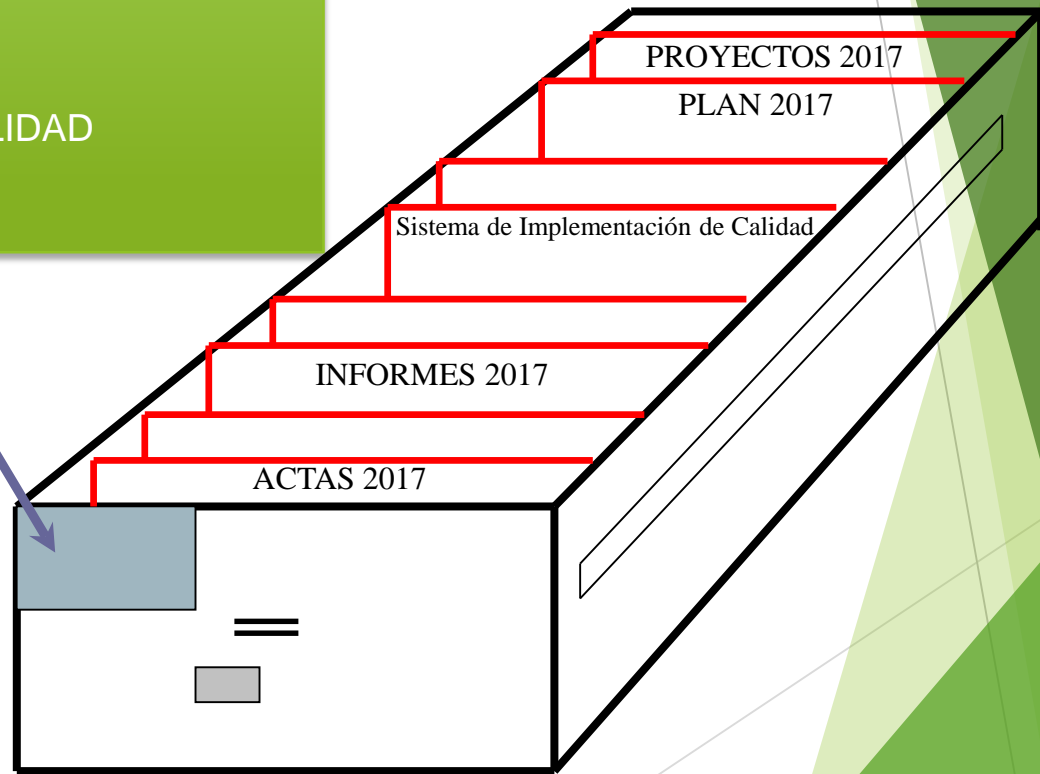 LIDAD
PROYECTOS 2017
PLAN 2017
Sistema de Implementación de Calidad
INFORMES 2017
ACTAS 2017